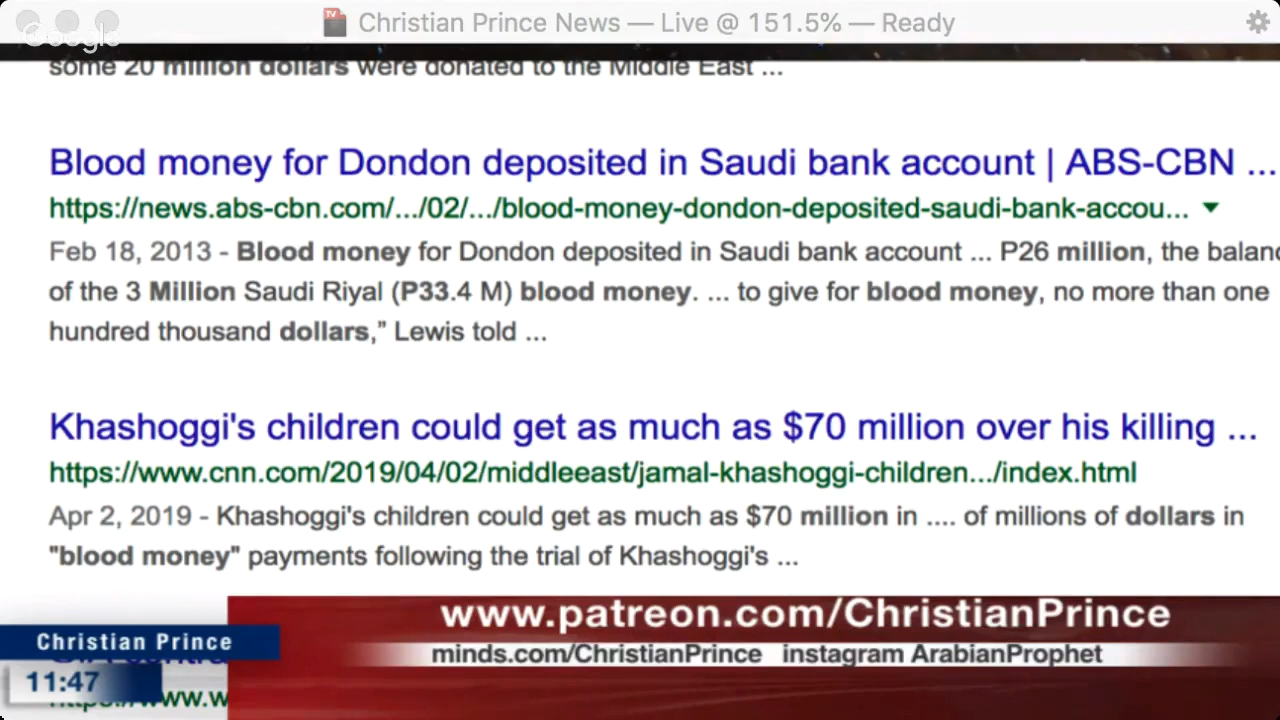 Christian Prince News — Live @ 151.5% — Ready
Google
some 20 million dollars were donated to the Middle East ...
Blood money for Dondon deposited in Saudi bank account | ABS-CBN ...
https://news.abs-cbn.com/.../02/.../blood-money-dondon-deposited-saudi-bank-accou...
Feb 18, 2013 - Blood money for Dondon deposited in Saudi bank account ... P26 million, the balanc
of the 3 Million Saudi Riyal (P33.4 M) blood money. ... to give for blood money, no more than one
hundred thousand dollars,” Lewis told ...
Khashoggi's children could get as much as $70 million over his killing ...
https://www.cnn.com/2019/04/02/middleeast/jamal-khashoggi-children.../index.html
Apr 2, 2019 - Khashoggi's children could get as much as $70 million in .... of millions of dollars in
"blood money" payments following the trial of Khashoggi's ...
www.patreon.com/ChristianPrince
Christian Prince
minds.com/ChristianPrince instagram ArabianProphet
11:47
https://www.w